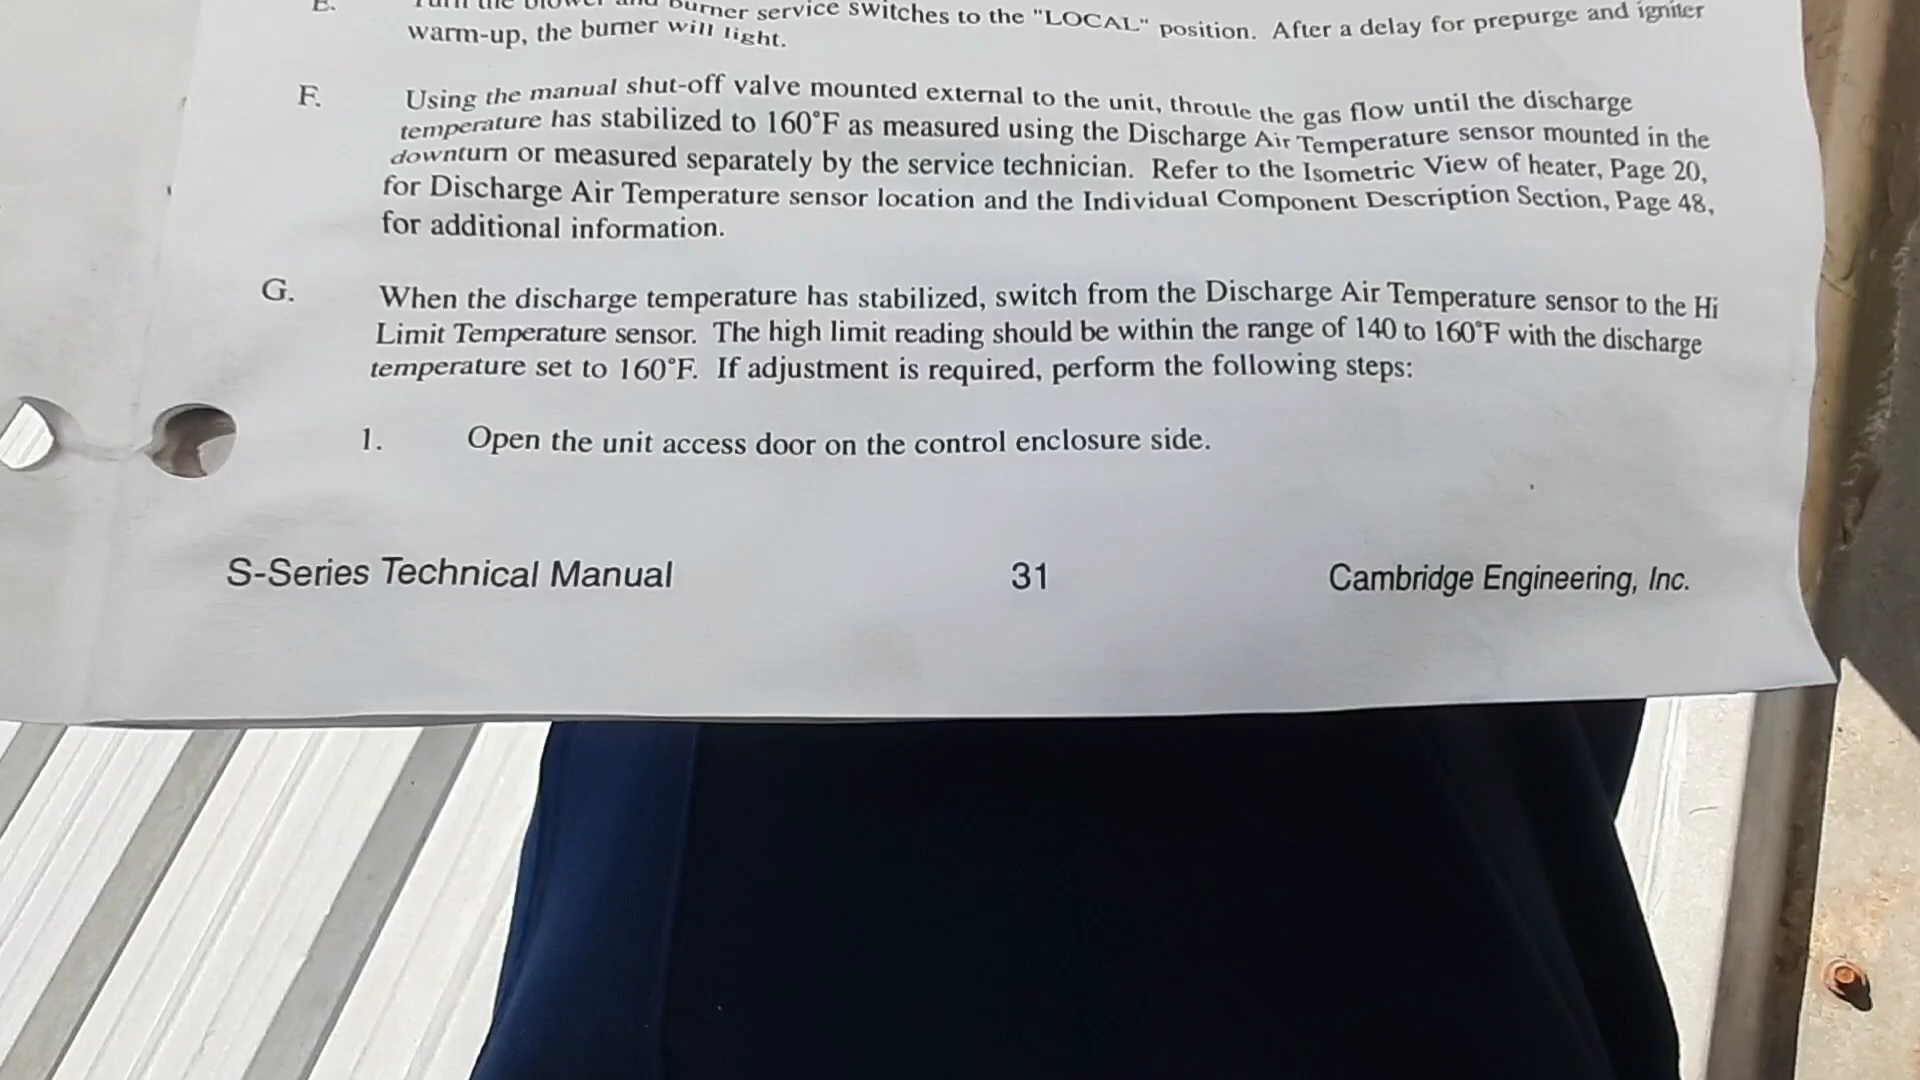 E. Turn the blower and burner service switches to the "LOCAL" position. After a delay for prepurge and igniter
warm-up, the burner will light.
F. Using the manual shut-off valve mounted external to the unit, throttle the gas flow until the discharge
temperature has stabilized to 160°F as measured using the Discharge Air Temperature sensor mounted in the
downturn or measured separately by the service technician. Refer to the Isometric View of heater, Page 20,
for Discharge Air Temperature sensor location and the Individual Component Description Section, Page 48,
for additional information.
G. When the discharge temperature has stabilized, switch from the Discharge Air Temperature sensor to the Hi
Limit Temperature sensor. The high limit reading should be within the range of 140 to 160°F with the discharge
temperature set to 160°F. If adjustment is required, perform the following steps:
1. Open the unit access door on the control enclosure side.
S-Series Technical Manual 31 Cambridge Engineering, Inc.